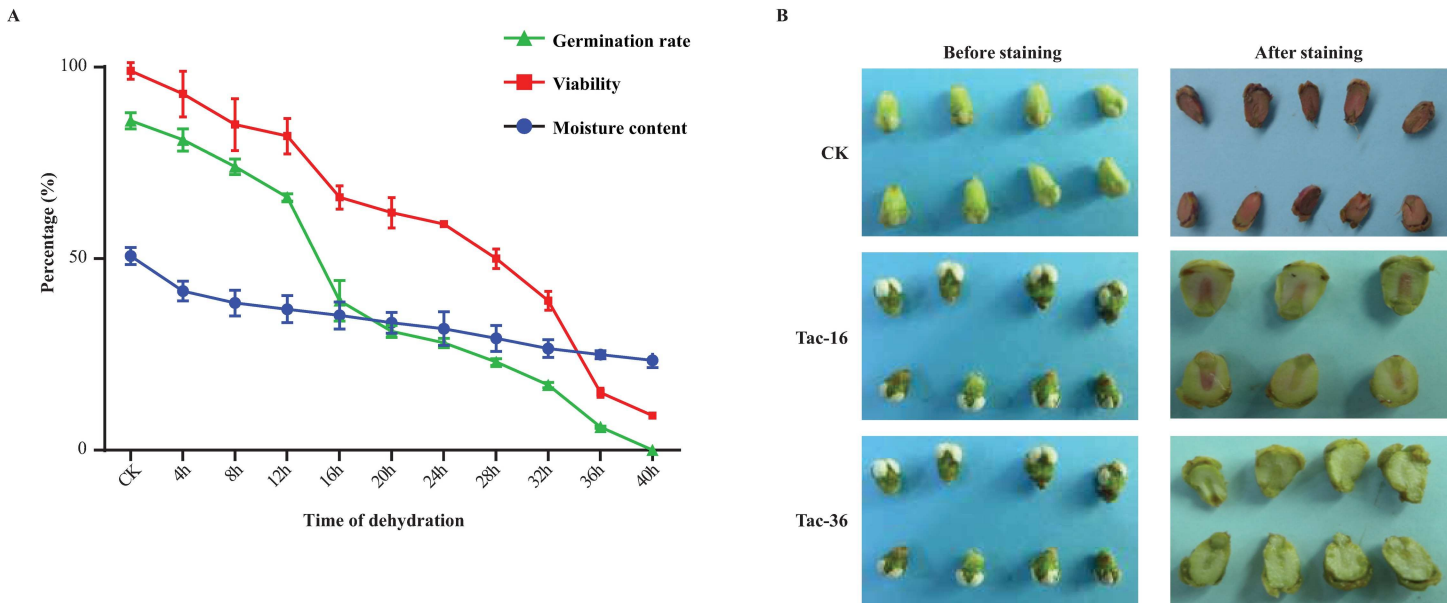 A
Germination rate
Viability
Moisture content
100
50
0
Percentage (%)
CK
4h
8h
12h
16h
20h
24h
28h
32h
36h
40h
Time of dehydration
B
Before staining
After staining
CK
Tac-16
Tac-36